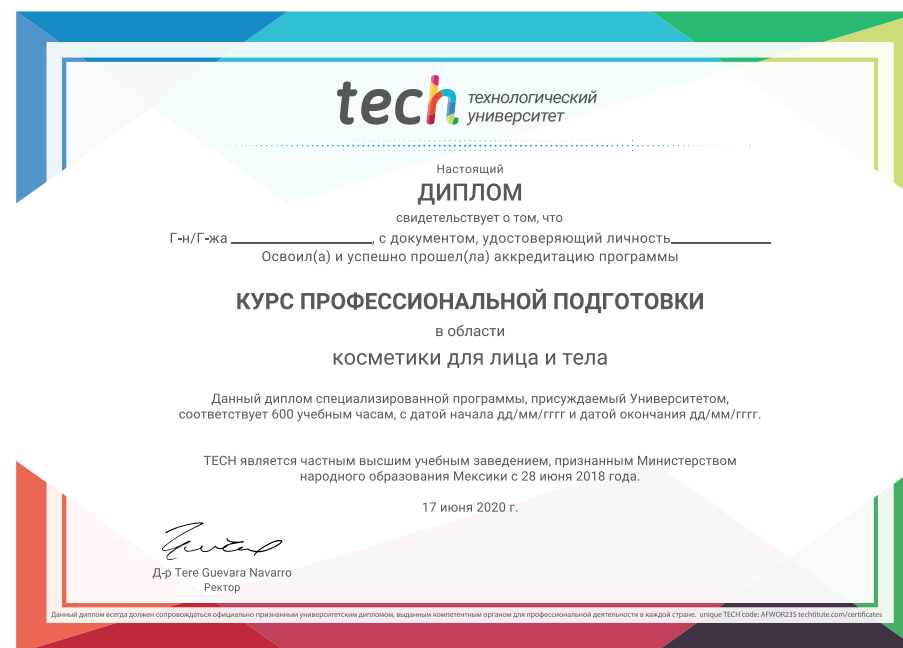 tech технологический
университет
Настоящий
ДИПЛОМ
свидетельствует о том, что
Г-н/Г-жа ____________________, с документом, удостоверяющий личность______________
Освоил(а) и успешно прошел(ла) аккредитацию программы
КУРС ПРОФЕССИОНАЛЬНОЙ ПОДГОТОВКИ
в области
косметики для лица и тела
Данный диплом специализированной программы, присуждаемый Университетом,
соответствует 600 учебным часам, с датой начала дд/мм/гггг и датой окончания дд/мм/гггг.
TECH является частным высшим учебным заведением, признанным Министерством
народного образования Мексики с 28 июня 2018 года.
17 июня 2020 г.
Д-р Tere Guevara Navarro
Ректор
Данный диплом всегда должен сопровождаться официально признанным университетским дипломом, выданным компетентным органом для профессиональной деятельности в каждой стране. unique TECH code: AFWOR23S techtitute.com/certificates